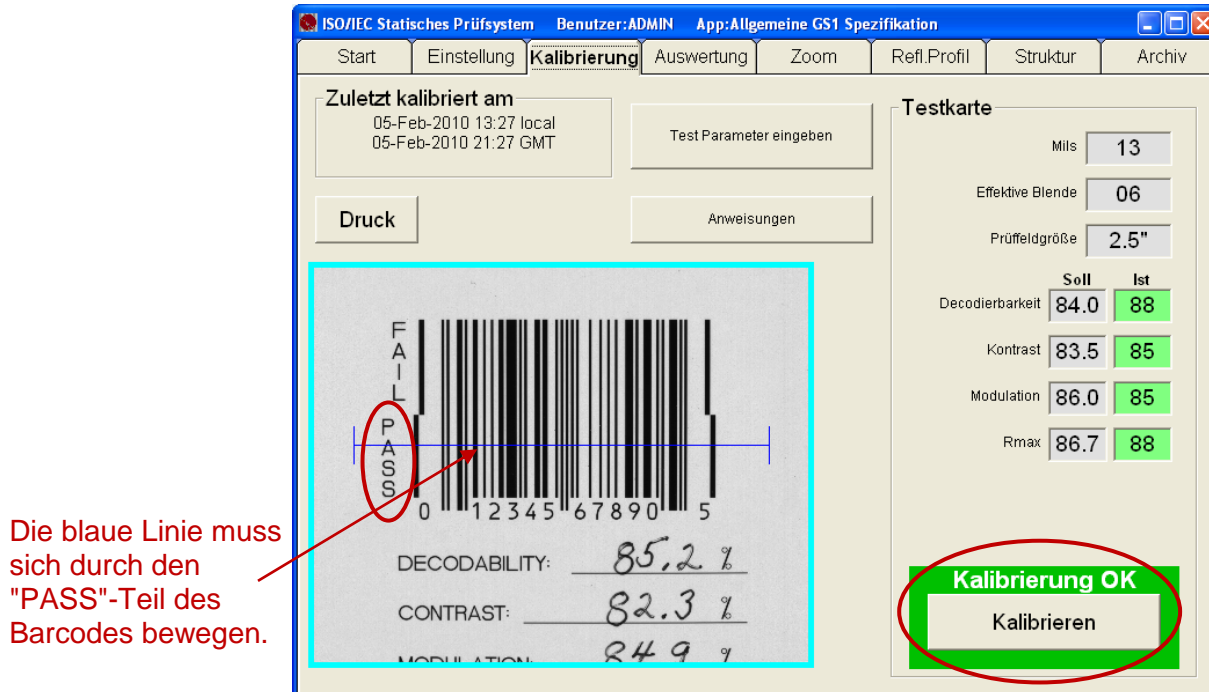 ISO/IEC Statisches Prüfsystem Benutzer:ADMIN App:Allgemeine GS1 Spezifikation
Start Einstellung Kalibrierung Auswertung Zoom Refl.Profil Struktur Archiv
Zuletzt kalibriert am
05-Feb-2010 13:27 local
05-Feb-2010 21:27 GMT
Test Parameter eingeben
Druck
Anweisungen
Testkarte
Mils 13
Effektive Blende 06
Prüffeldgröße 2.5"
Soll Ist
Decodierbarkeit 84.0 88
Kontrast 83.5 85
Modulation 86.0 85
Rmax 86.7 88
Kalibrierung OK
Kalibrieren
FAIL
PASS
0 12345 67890 5
DECODABILITY: 85.2 %
CONTRAST: 82.3 %
MODULATION: 84.9 %
Die blaue Linie muss
sich durch den
"PASS"-Teil des
Barcodes bewegen.